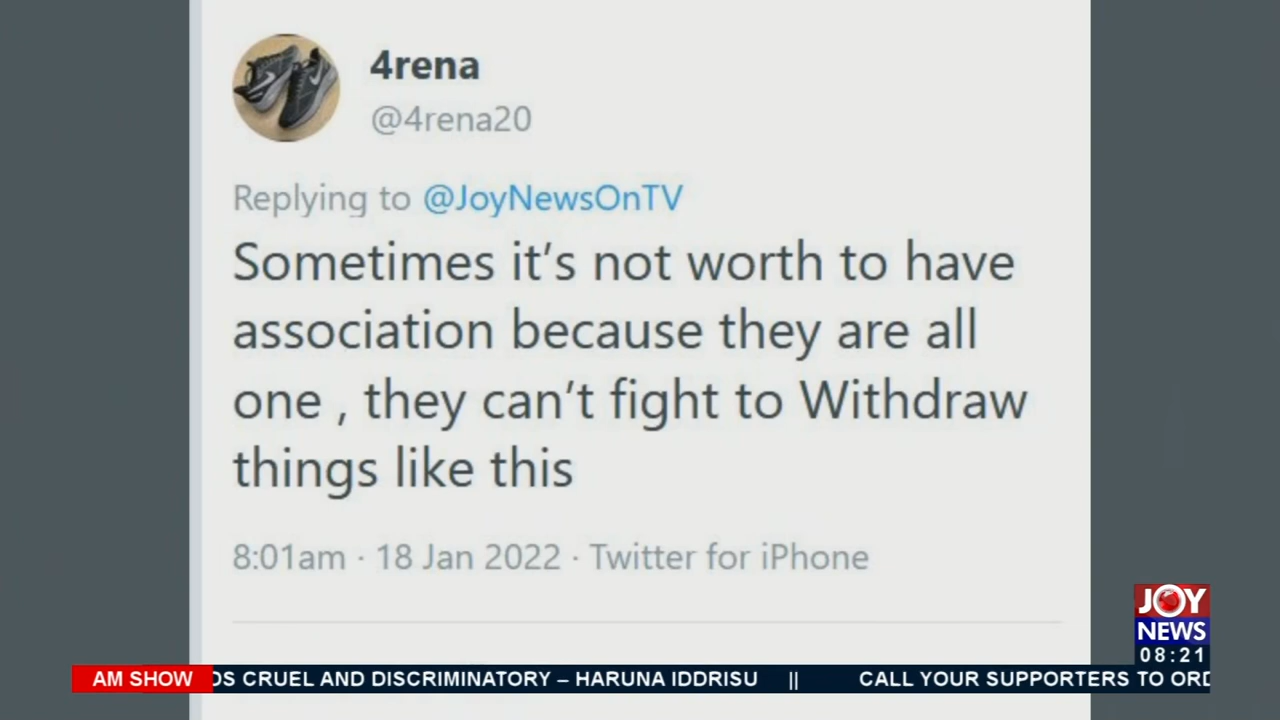 4rena
@4rena20
Replying to @JoyNewsOnTV
Sometimes it's not worth to have
association because they are all
one , they can't fight to Withdraw
things like this
8:01am · 18 Jan 2022 · Twitter for iPhone
JOY
NEWS
08:21
AM SHOW
CRUEL AND DISCRIMINATORY – HARUNA IDDRISU || CALL YOUR SUPPORTERS TO